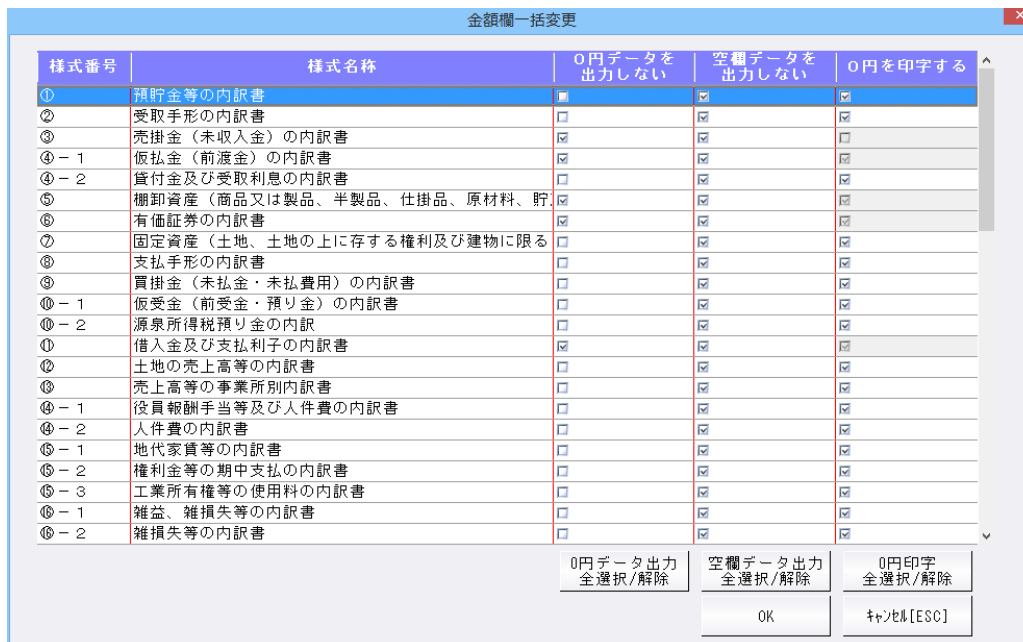 金額欄一括変更
様式番号 様式名称 0円データを出力しない 空欄データを出力しない 0円を印字する
① 預貯金等の内訳書
② 受取手形の内訳書
③ 売掛金（未収入金）の内訳書
④－1 仮払金（前渡金）の内訳書
④－2 貸付金及び受取利息の内訳書
⑤ 棚卸資産（商品又は製品、半製品、仕掛品、原材料、貯
⑥ 有価証券の内訳書
⑦ 固定資産（土地、土地の上に存する権利及び建物に限る
⑧ 支払手形の内訳書
⑨ 買掛金（未払金・未払費用）の内訳書
⑩－1 仮受金（前受金・預り金）の内訳書
⑩－2 源泉所得税預り金の内訳
⑪ 借入金及び支払利子の内訳書
⑫ 土地の売上高等の内訳書
⑬ 売上高等の事業所別内訳書
⑭－1 役員報酬手当等及び人件費の内訳書
⑭－2 人件費の内訳書
⑮－1 地代家賃等の内訳書
⑮－2 権利金等の期中支払の内訳書
⑮－3 工業所有権等の使用料の内訳書
⑯－1 雑益、雑損失等の内訳書
⑯－2 雑損失等の内訳書
0円データ出力 全選択/解除 空欄データ出力 全選択/解除 0円印字 全選択/解除
OK ｷｬﾝｾﾙ[ESC]